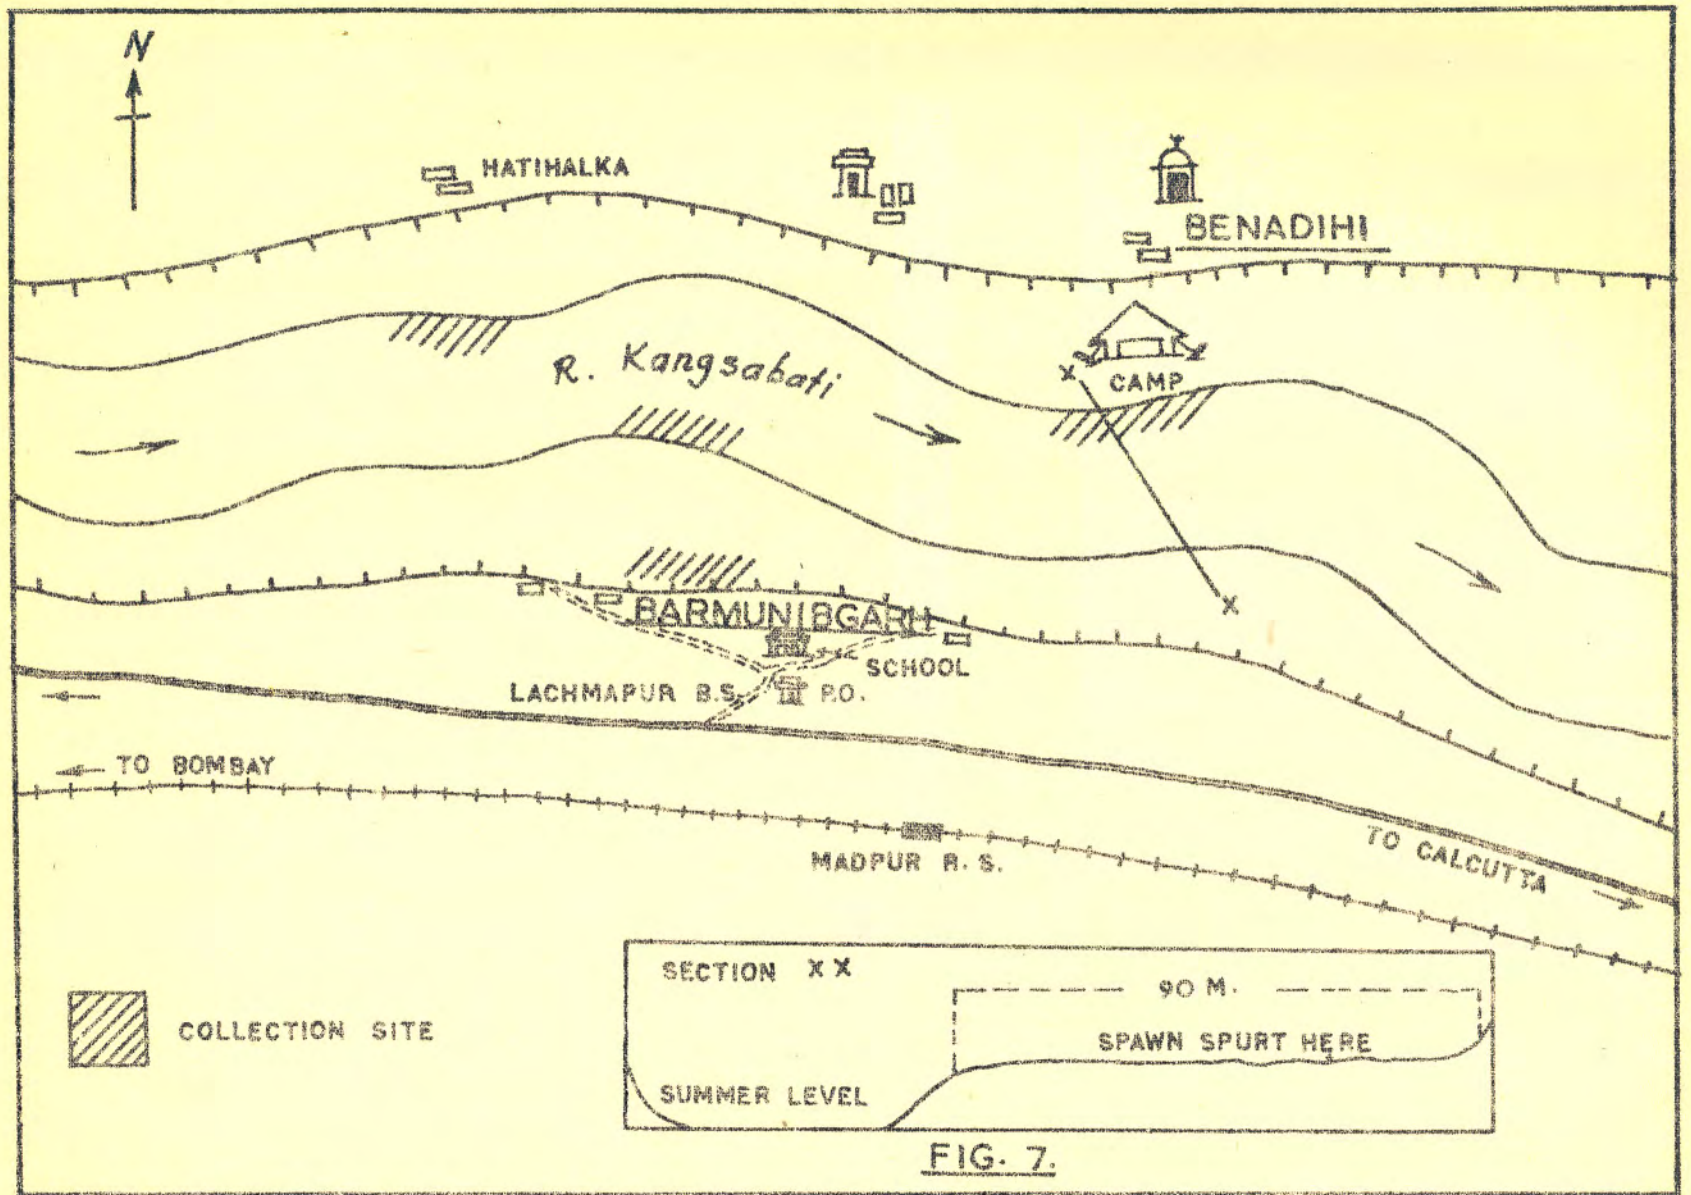 N
HATIHALKA
BENADIHI
R. Kangsabati
X
CAMP
X
BARMUNIBGARH
SCHOOL
LACHMAPUR B.S.
P.O.
TO BOMBAY
MADPUR R.S.
TO CALCUTTA
COLLECTION SITE
SECTION X X
90 M.
SPAWN SPURT HERE
SUMMER LEVEL
FIG. 7.